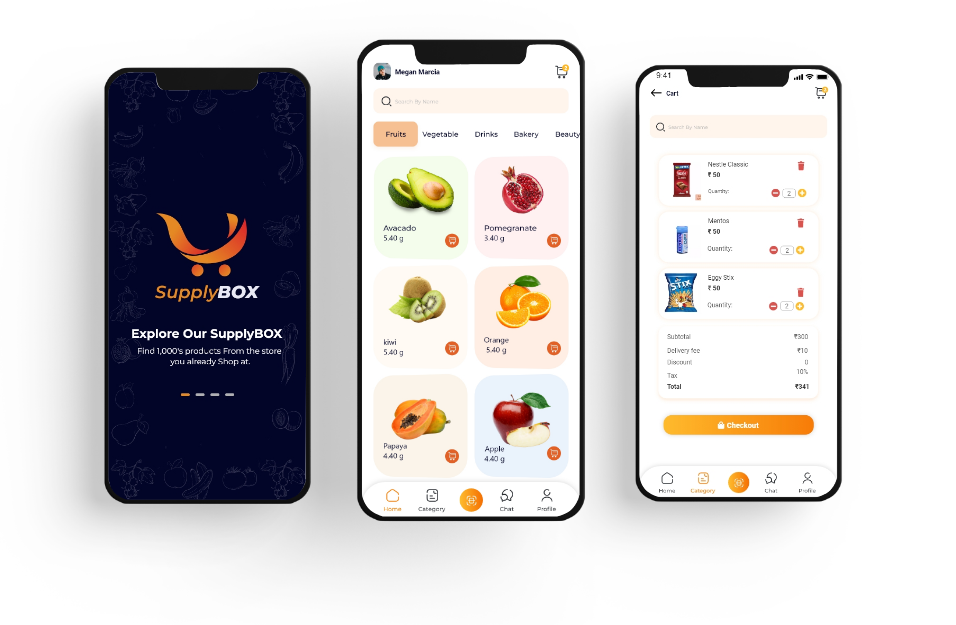 SupplyBOX
Explore Our SupplyBOX
Find 1,000's products From the store
you already Shop at.
Megan Marcia
Search By Name
Fruits Vegetable Drinks Bakery Beauty
Avacado
5.40 g
Pomegranate
3.40 g
kiwi
5.40 g
Orange
5.40 g
Papaya
4.40 g
Apple
4.40 g
Home Category Chat Profile
9:41
Cart
Search By Name
Nestle Classic
₹ 50
Quantity: 2
Mentos
₹ 50
Quantity: 2
Eggy Stix
₹ 50
Quantity: 2
Subtotal ₹300
Delivery fee ₹10
Discount 0
Tax 10%
Total ₹341
Checkout
Home Category Chat Profile